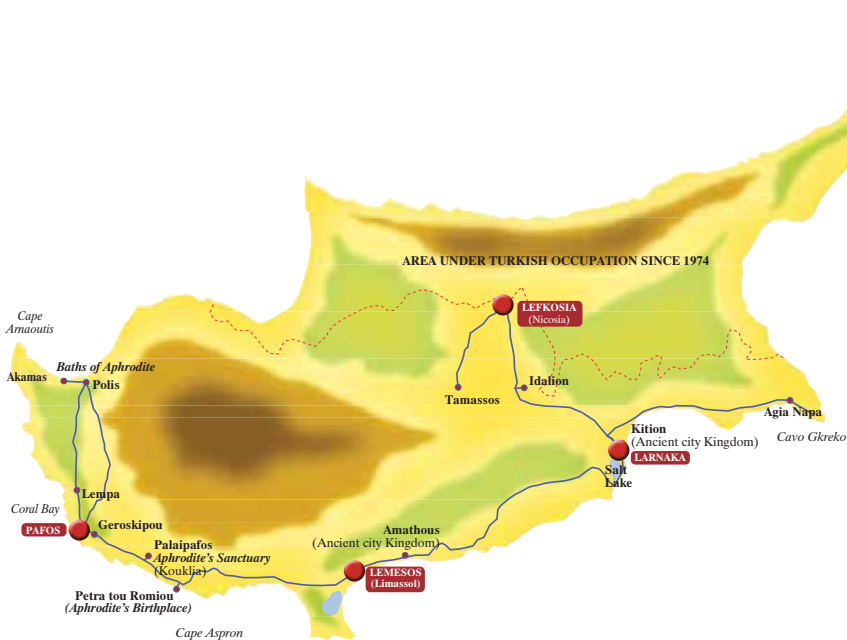 AREA UNDER TURKISH OCCUPATION SINCE 1974
LEFKOSIA
(Nicosia)
Cape
Arnaoutis
Baths of Aphrodite
Akamas
Polis
Idalion
Tamassos
Agia Napa
Kition
(Ancient city Kingdom)
LARNAKA
Cavo Gkreko
Salt
Lake
Lempa
Coral Bay
PAFOS
Geroskipou
Amathous
(Ancient city Kingdom)
Palaipafos
Aphrodite's Sanctuary
(Kouklia)
LEMESOS
(Limassol)
Petra tou Romiou
(Aphrodite's Birthplace)
Cape Aspron